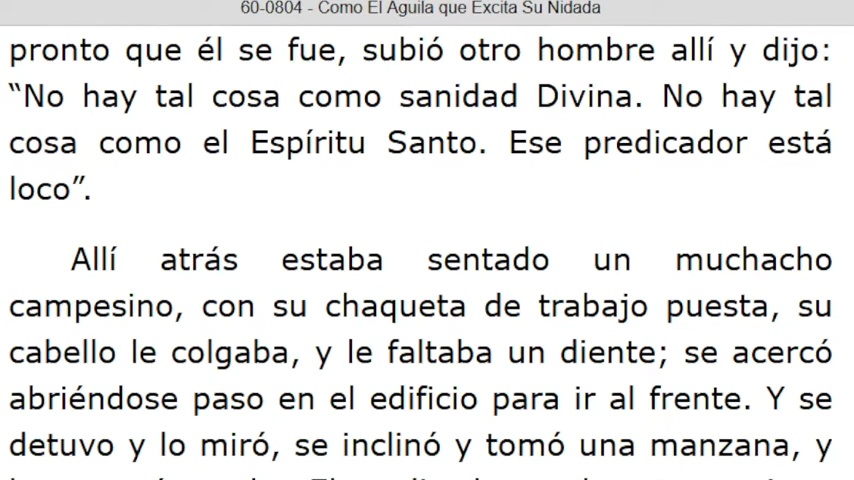 60-0804 - Como El Aguila que Excita Su Nidada
pronto que él se fue, subió otro hombre allí y dijo:
“No hay tal cosa como sanidad Divina. No hay tal
cosa como el Espíritu Santo. Ese predicador está
loco”.
Allí atrás estaba sentado un muchacho
campesino, con su chaqueta de trabajo puesta, su
cabello le colgaba, y le faltaba un diente; se acercó
abriéndose paso en el edificio para ir al frente. Y se
detuvo y lo miró, se inclinó y tomó una manzana, y